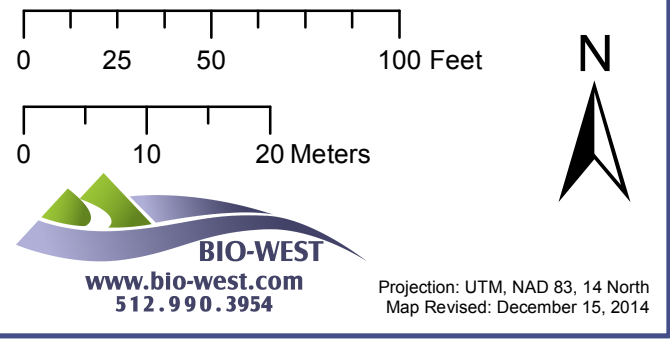 0 25 50 100 Feet
N
0 10 20 Meters
BIO-WEST
www.bio-west.com
512.990.3954
Projection: UTM, NAD 83, 14 North
Map Revised: December 15, 2014